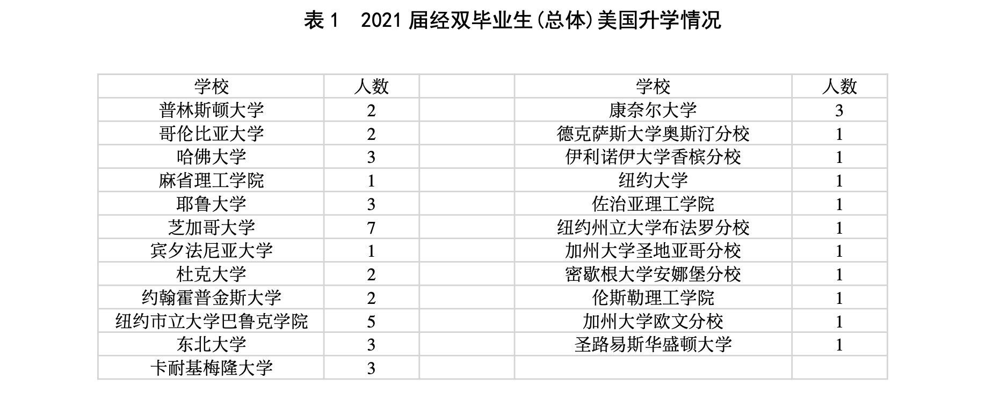 表 1 2021 届经双毕业生(总体)美国升学情况
学校 人数 学校 人数
普林斯顿大学 2 康奈尔大学 3
哥伦比亚大学 2 德克萨斯大学奥斯汀分校 1
哈佛大学 3 伊利诺伊大学香槟分校 1
麻省理工学院 1 纽约大学 1
耶鲁大学 3 佐治亚理工学院 1
芝加哥大学 7 纽约州立大学布法罗分校 1
宾夕法尼亚大学 1 加州大学圣地亚哥分校 1
杜克大学 2 密歇根大学安娜堡分校 1
约翰霍普金斯大学 2 伦斯勒理工学院 1
纽约市立大学巴鲁克学院 5 加州大学欧文分校 1
东北大学 3 圣路易斯华盛顿大学 1
卡耐基梅隆大学 3